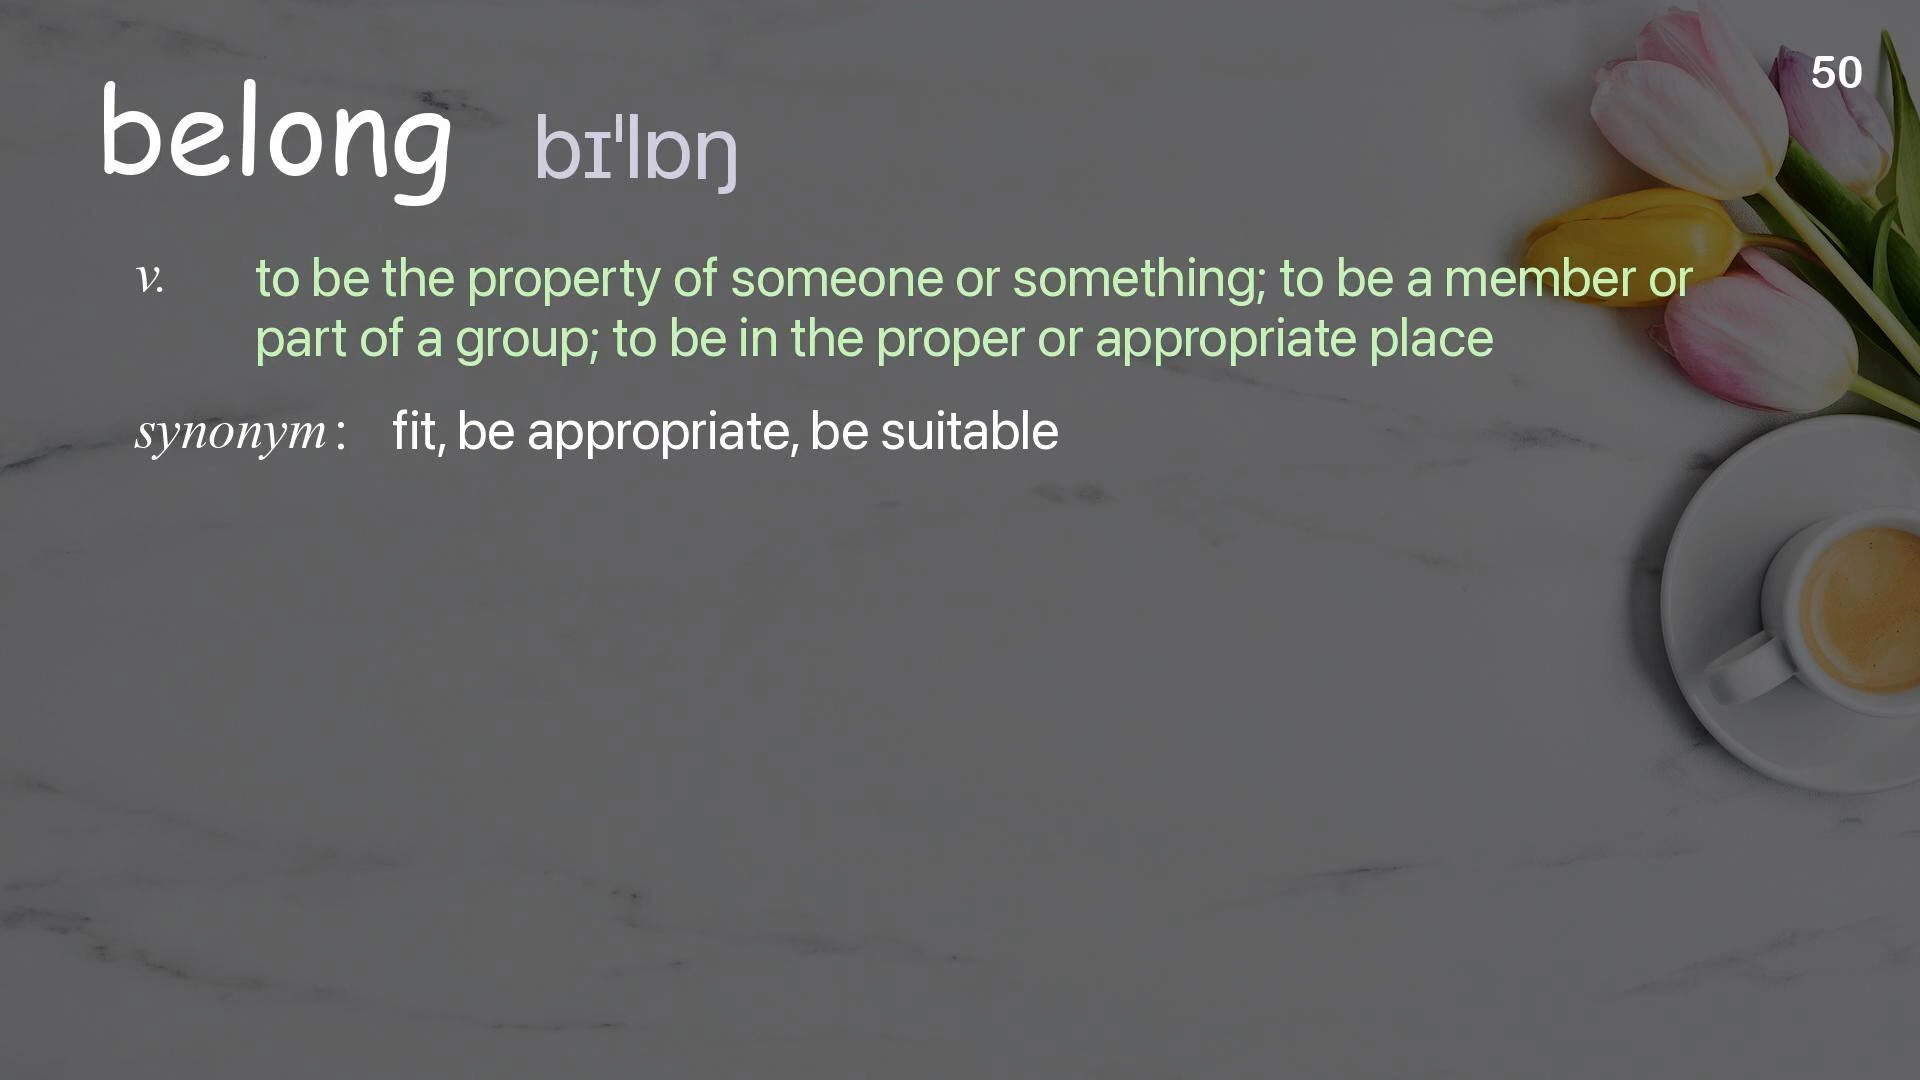 50
belong bɪˈlɒŋ
v. to be the property of someone or something; to be a member or
part of a group; to be in the proper or appropriate place
synonym : fit, be appropriate, be suitable